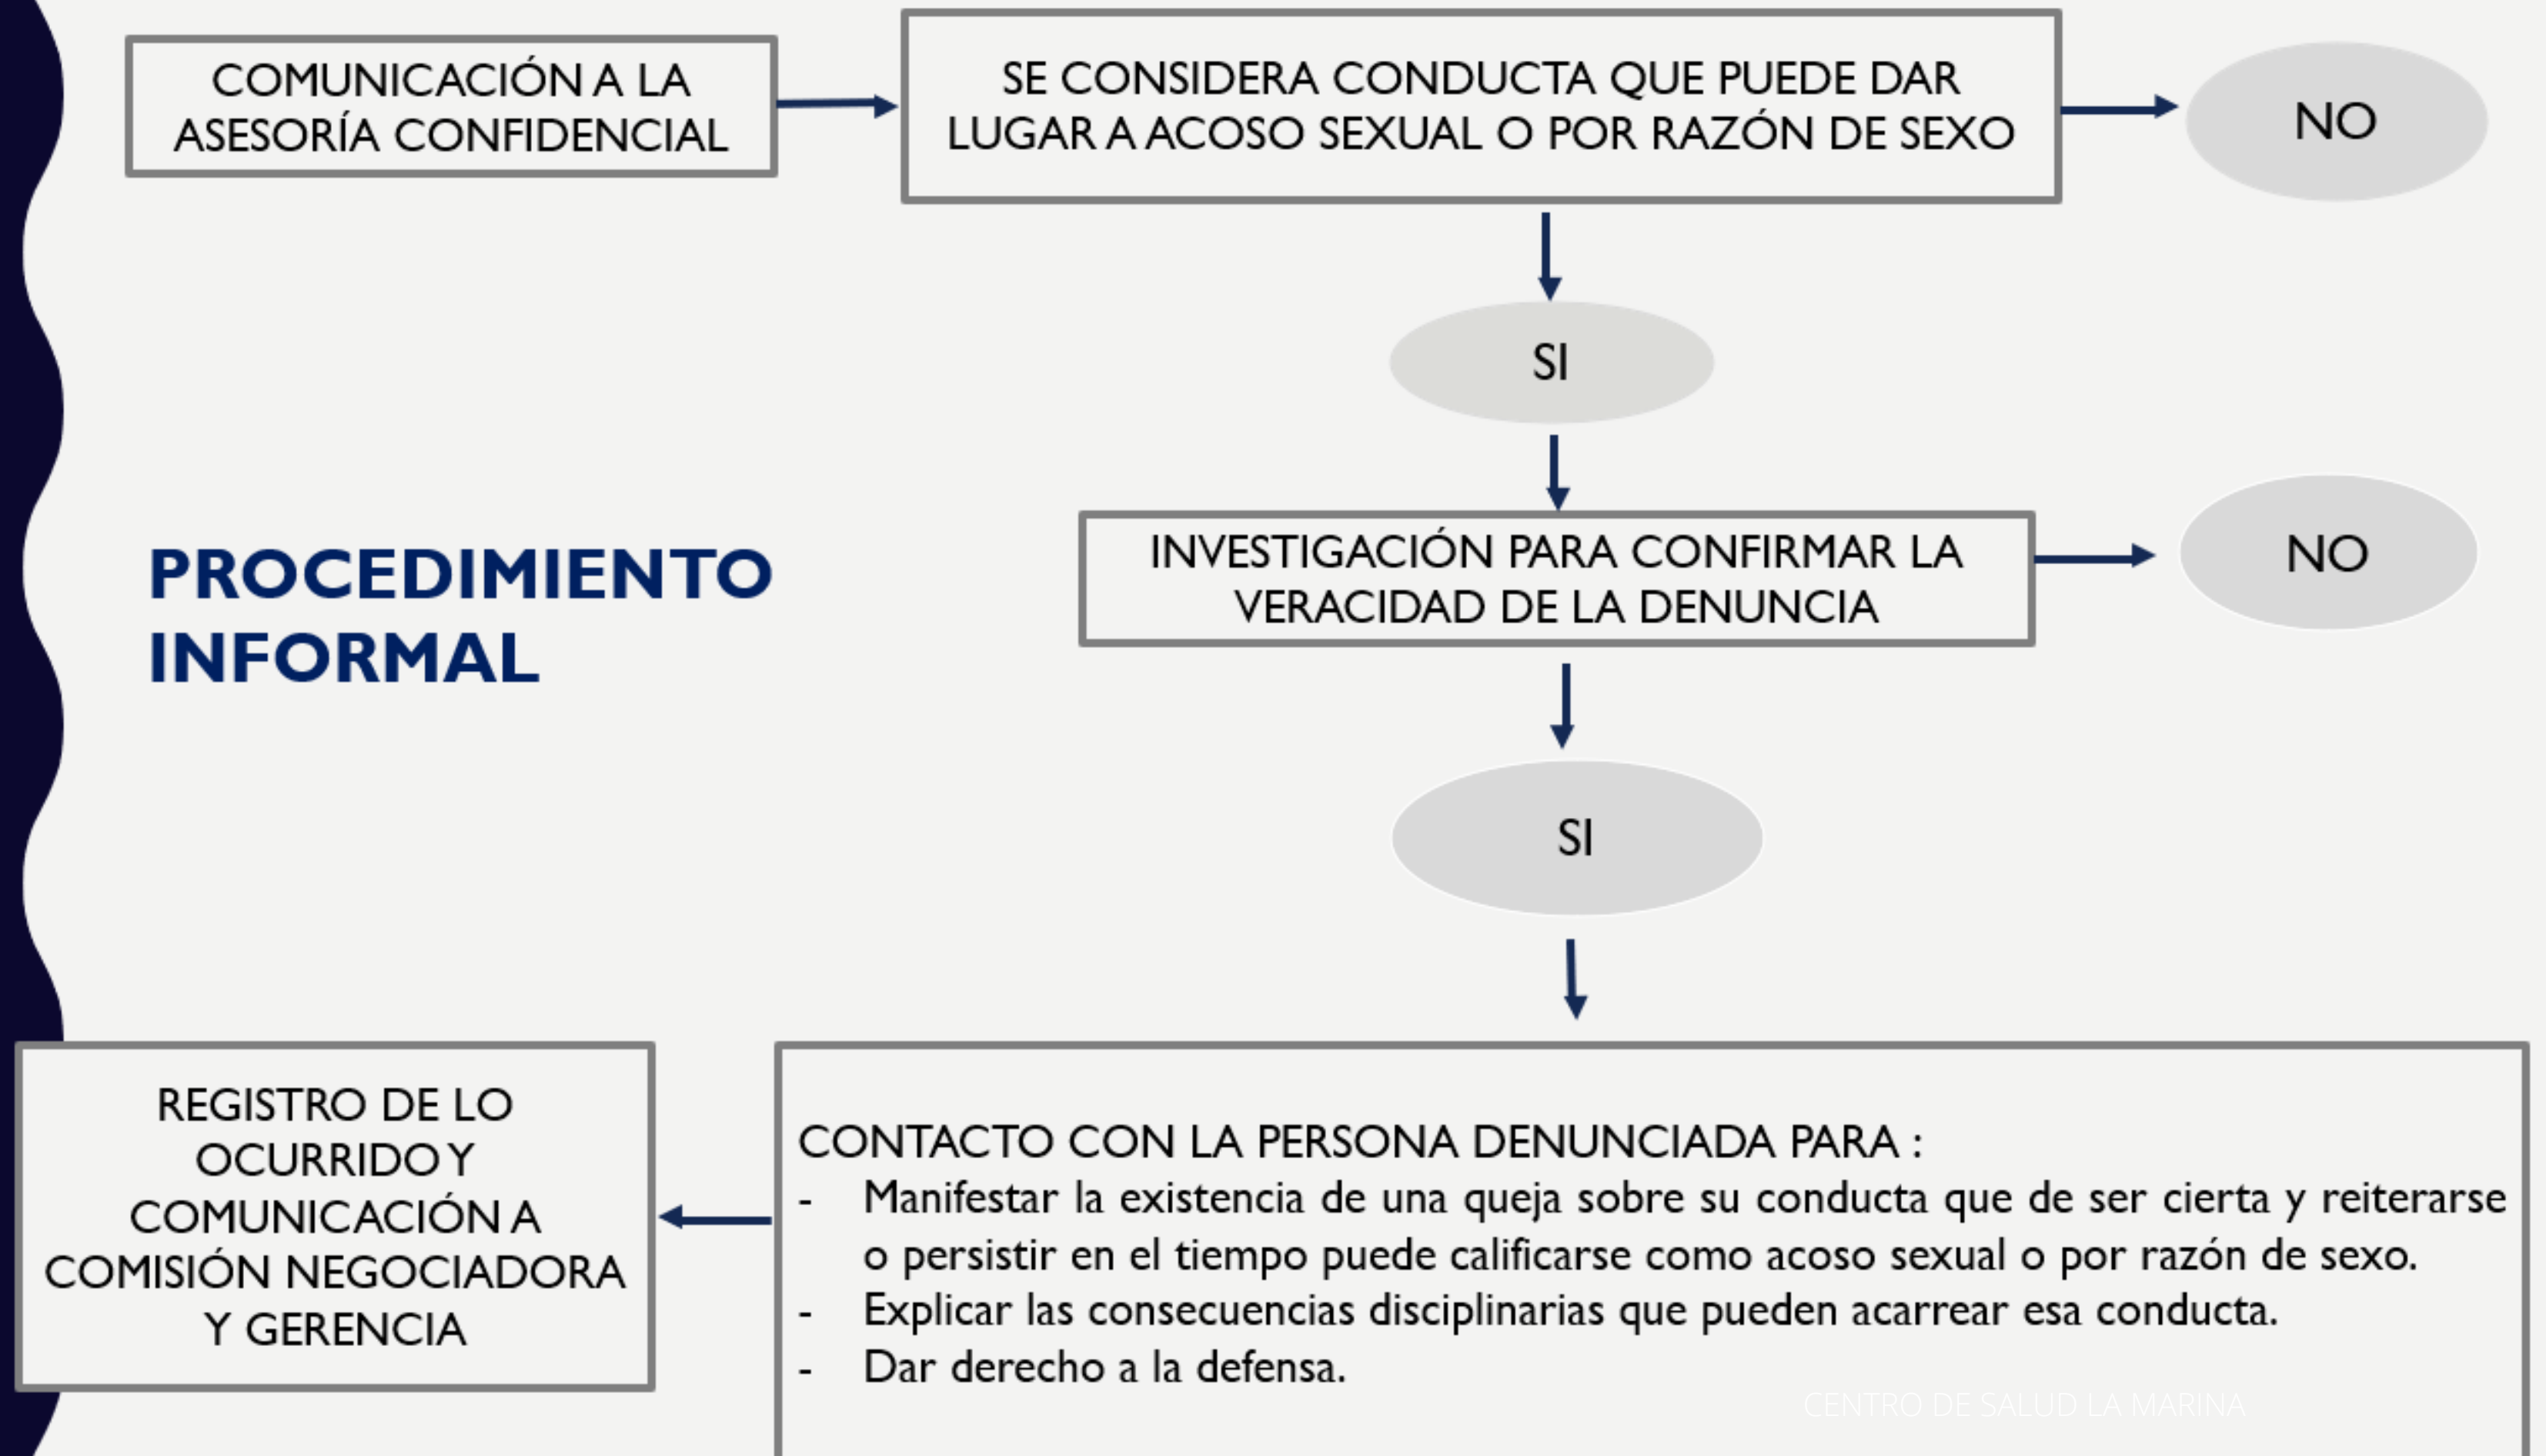 COMUNICACIÓN A LA
ASESORÍA CONFIDENCIAL
SE CONSIDERA CONDUCTA QUE PUEDE DAR
LUGAR A ACOSO SEXUAL O POR RAZÓN DE SEXO
NO
SI
INVESTIGACIÓN PARA CONFIRMAR LA
VERACIDAD DE LA DENUNCIA
NO
PROCEDIMIENTO
INFORMAL
SI
CONTACTO CON LA PERSONA DENUNCIADA PARA :
- Manifestar la existencia de una queja sobre su conducta que de ser cierta y reiterarse
o persistir en el tiempo puede calificarse como acoso sexual o por razón de sexo.
- Explicar las consecuencias disciplinarias que pueden acarrear esa conducta.
- Dar derecho a la defensa.
REGISTRO DE LO
OCURRIDO Y
COMUNICACIÓN A
COMISIÓN NEGOCIADORA
Y GERENCIA
CENTRO DE SALUD LA MARINA